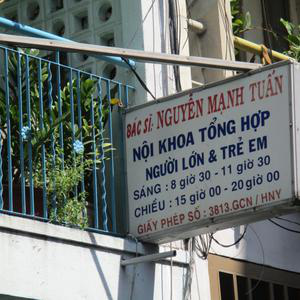 BÁC SĨ: NGUYỄN MẠNH TUẤN
NỘI KHOA TỔNG HỢP
NGƯỜI LỚN & TRẺ EM
SÁNG : 8 giờ 30 - 11 giờ 30
CHIỀU : 15 giờ 00 - 20 giờ 00
GIẤY PHÉP SỐ : 3813.GCN / HNY